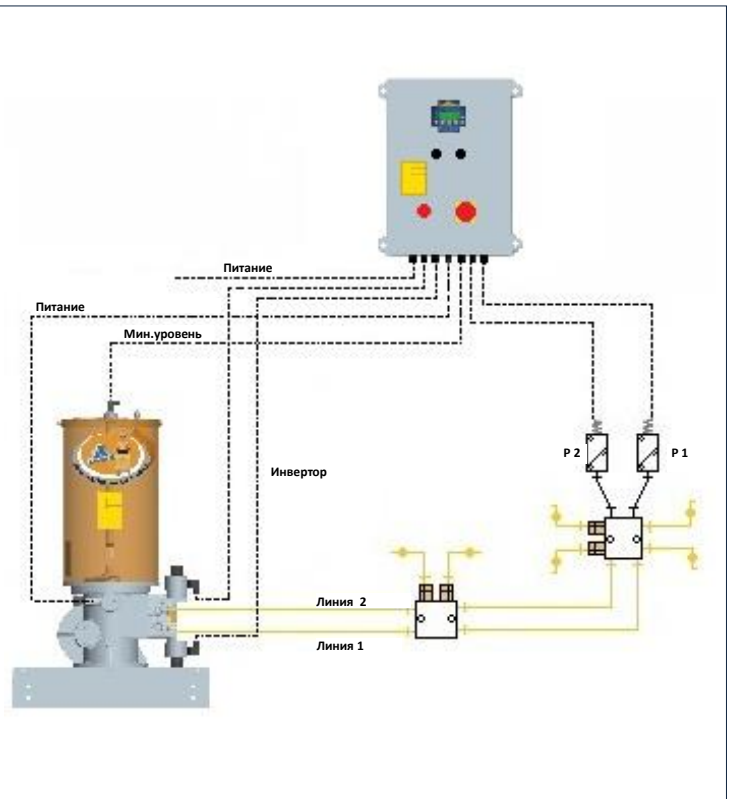 Питание
Питание
Мин.уровень
P 2
P 1
Инвертор
Линия 2
Линия 1